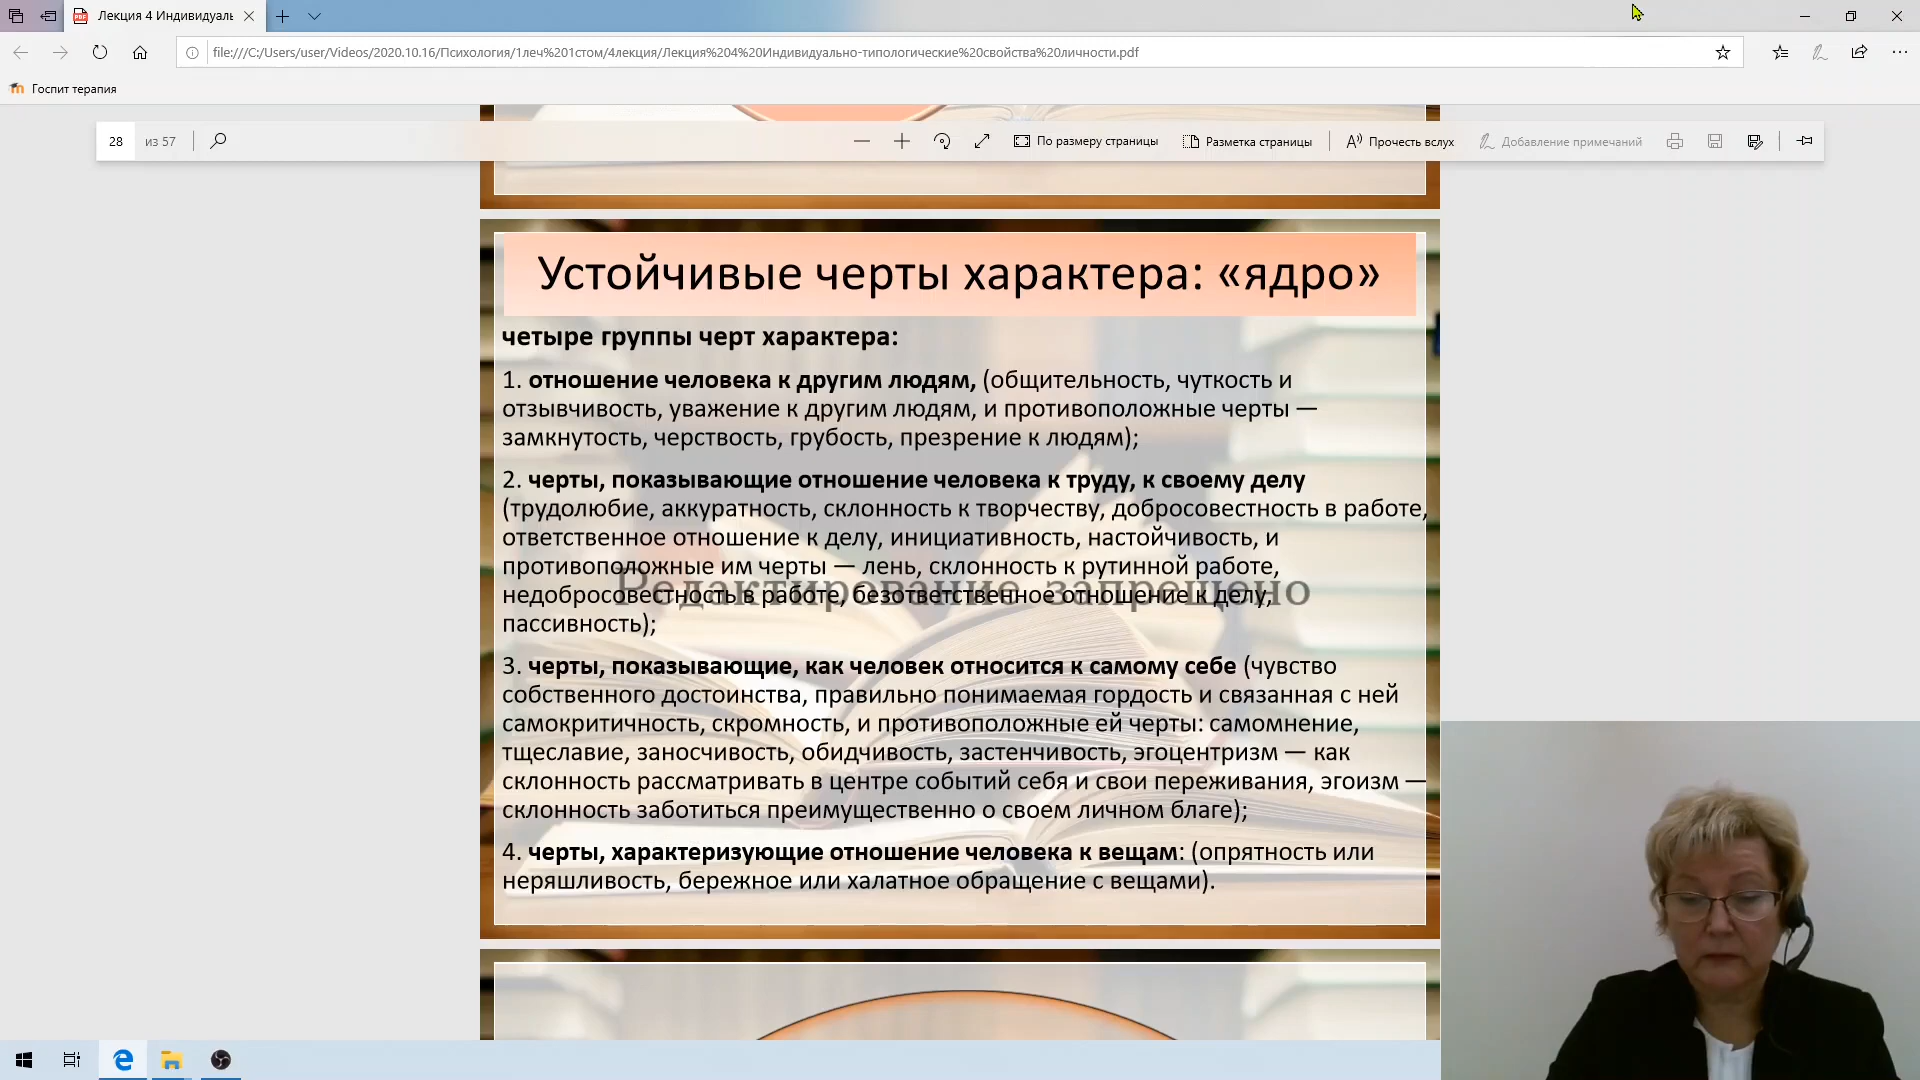 Лекция 4 Индивидуаль
file:///C:/Users/user/Videos/2020.10.16/Психология/1леч%201стом/4лекция/Лекция%204%20Индивидуально-типологические%20свойства%20личности.pdf
Госпит терапия
28 из 57
По размеру страницы
Разметка страницы
Прочесть вслух
Добавление примечаний
Устойчивые черты характера: «ядро»
четыре группы черт характера:
1. отношение человека к другим людям, (общительность, чуткость и
отзывчивость, уважение к другим людям, и противоположные черты —
замкнутость, черствость, грубость, презрение к людям);
2. черты, показывающие отношение человека к труду, к своему делу
(трудолюбие, аккуратность, склонность к творчеству, добросовестность в работе,
ответственное отношение к делу, инициативность, настойчивость, и
противоположные им черты — лень, склонность к рутинной работе,
недобросовестность в работе, безответственное отношение к делу,
пассивность);
Редактирование запрещено
3. черты, показывающие, как человек относится к самому себе (чувство
собственного достоинства, правильно понимаемая гордость и связанная с ней
самокритичность, скромность, и противоположные ей черты: самомнение,
тщеславие, заносчивость, обидчивость, застенчивость, эгоцентризм — как
склонность рассматривать в центре событий себя и свои переживания, эгоизм —
склонность заботиться преимущественно о своем личном благе);
4. черты, характеризующие отношение человека к вещам: (опрятность или
неряшливость, бережное или халатное обращение с вещами).